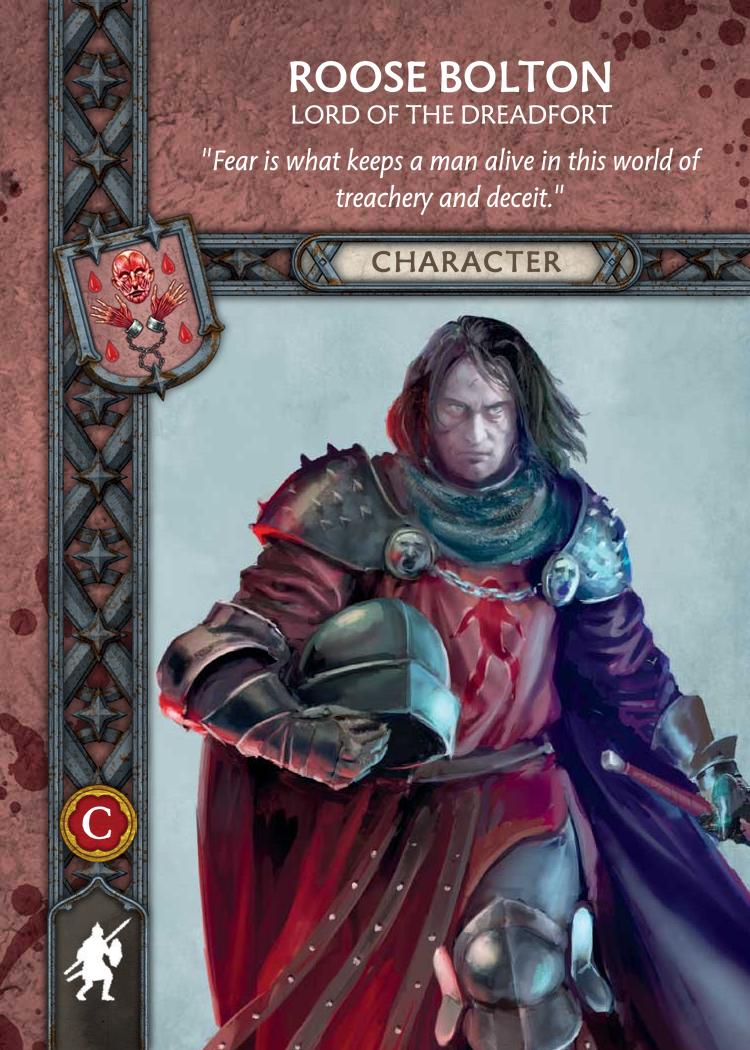 ROOSE BOLTON
LORD OF THE DREADFORT
"Fear is what keeps a man alive in this world of
treachery and deceit."
CHARACTER
C